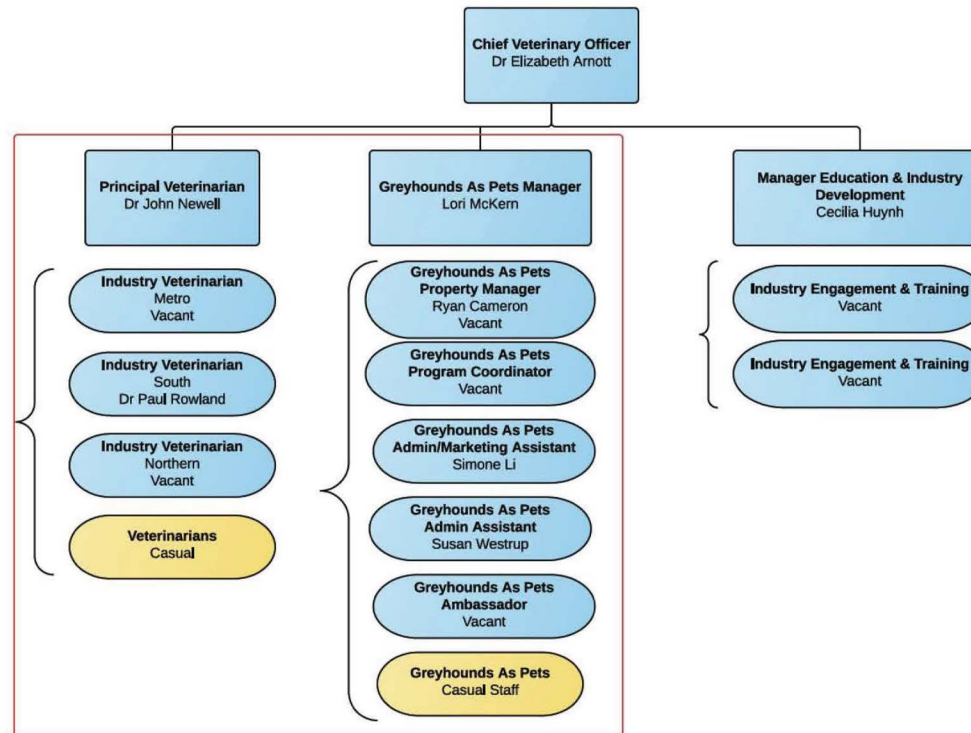 Chief Veterinary Officer
Dr Elizabeth Arnott
Principal Veterinarian
Dr John Newell
Industry Veterinarian
Metro
Vacant
Industry Veterinarian
South
Dr Paul Rowland
Industry Veterinarian
Northern
Vacant
Veterinarians
Casual
Greyhounds As Pets Manager
Lori McKern
Greyhounds As Pets
Property Manager
Ryan Cameron
Vacant
Greyhounds As Pets
Program Coordinator
Vacant
Greyhounds As Pets
Admin/Marketing Assistant
Simone Li
Greyhounds As Pets
Admin Assistant
Susan Westrup
Greyhounds As Pets
Ambassador
Vacant
Greyhounds As Pets
Casual Staff
Manager Education & Industry
Development
Cecilia Huynh
Industry Engagement & Training
Vacant
Industry Engagement & Training
Vacant